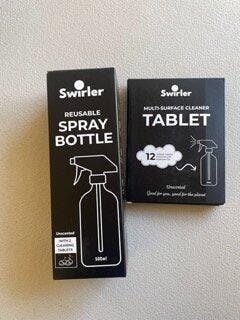 Swirler
REUSABLE
SPRAY
BOTTLE
Unscented
WITH 2
CLEANING
TABLETS
500ml
Swirler
MULTI-SURFACE CLEANER
TABLET
12
Unscented
Good for you, good for the planet